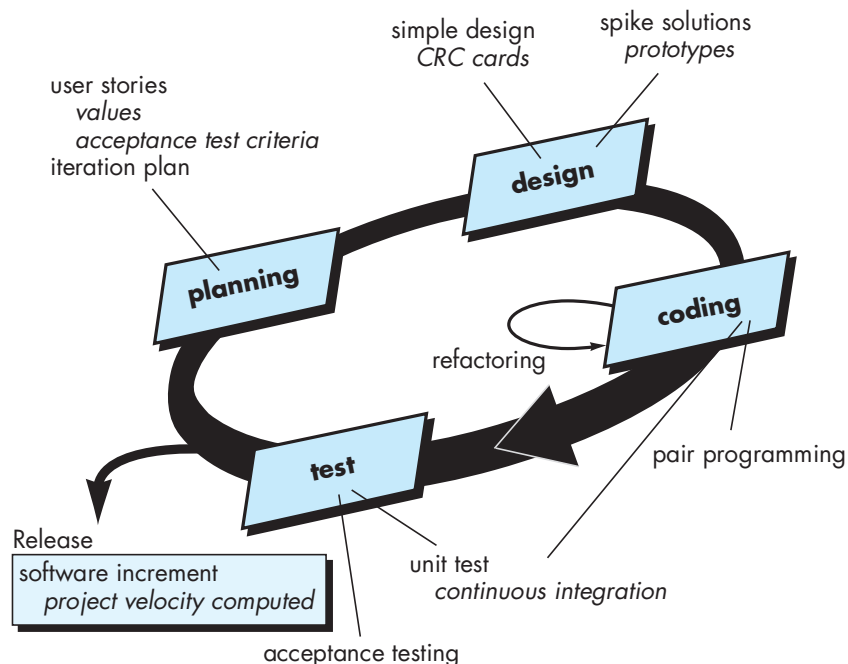 simple design
CRC cards
spike solutions
prototypes
user stories
values
acceptance test criteria
iteration plan
design
planning
coding
refactoring
test
pair programming
Release
software increment
project velocity computed
unit test
continuous integration
acceptance testing